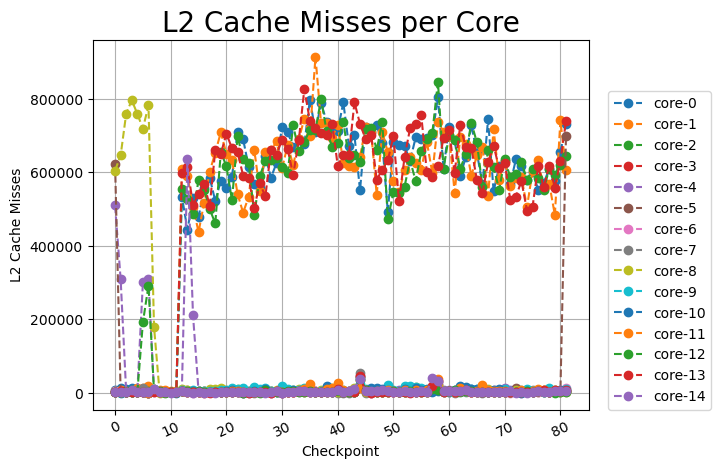 L2 Cache Misses per Core
L2 Cache Misses
800000
600000
400000
200000
0
0
10
20
30
40
50
60
70
80
Checkpoint
core-0
core-1
core-2
core-3
core-4
core-5
core-6
core-7
core-8
core-9
core-10
core-11
core-12
core-13
core-14